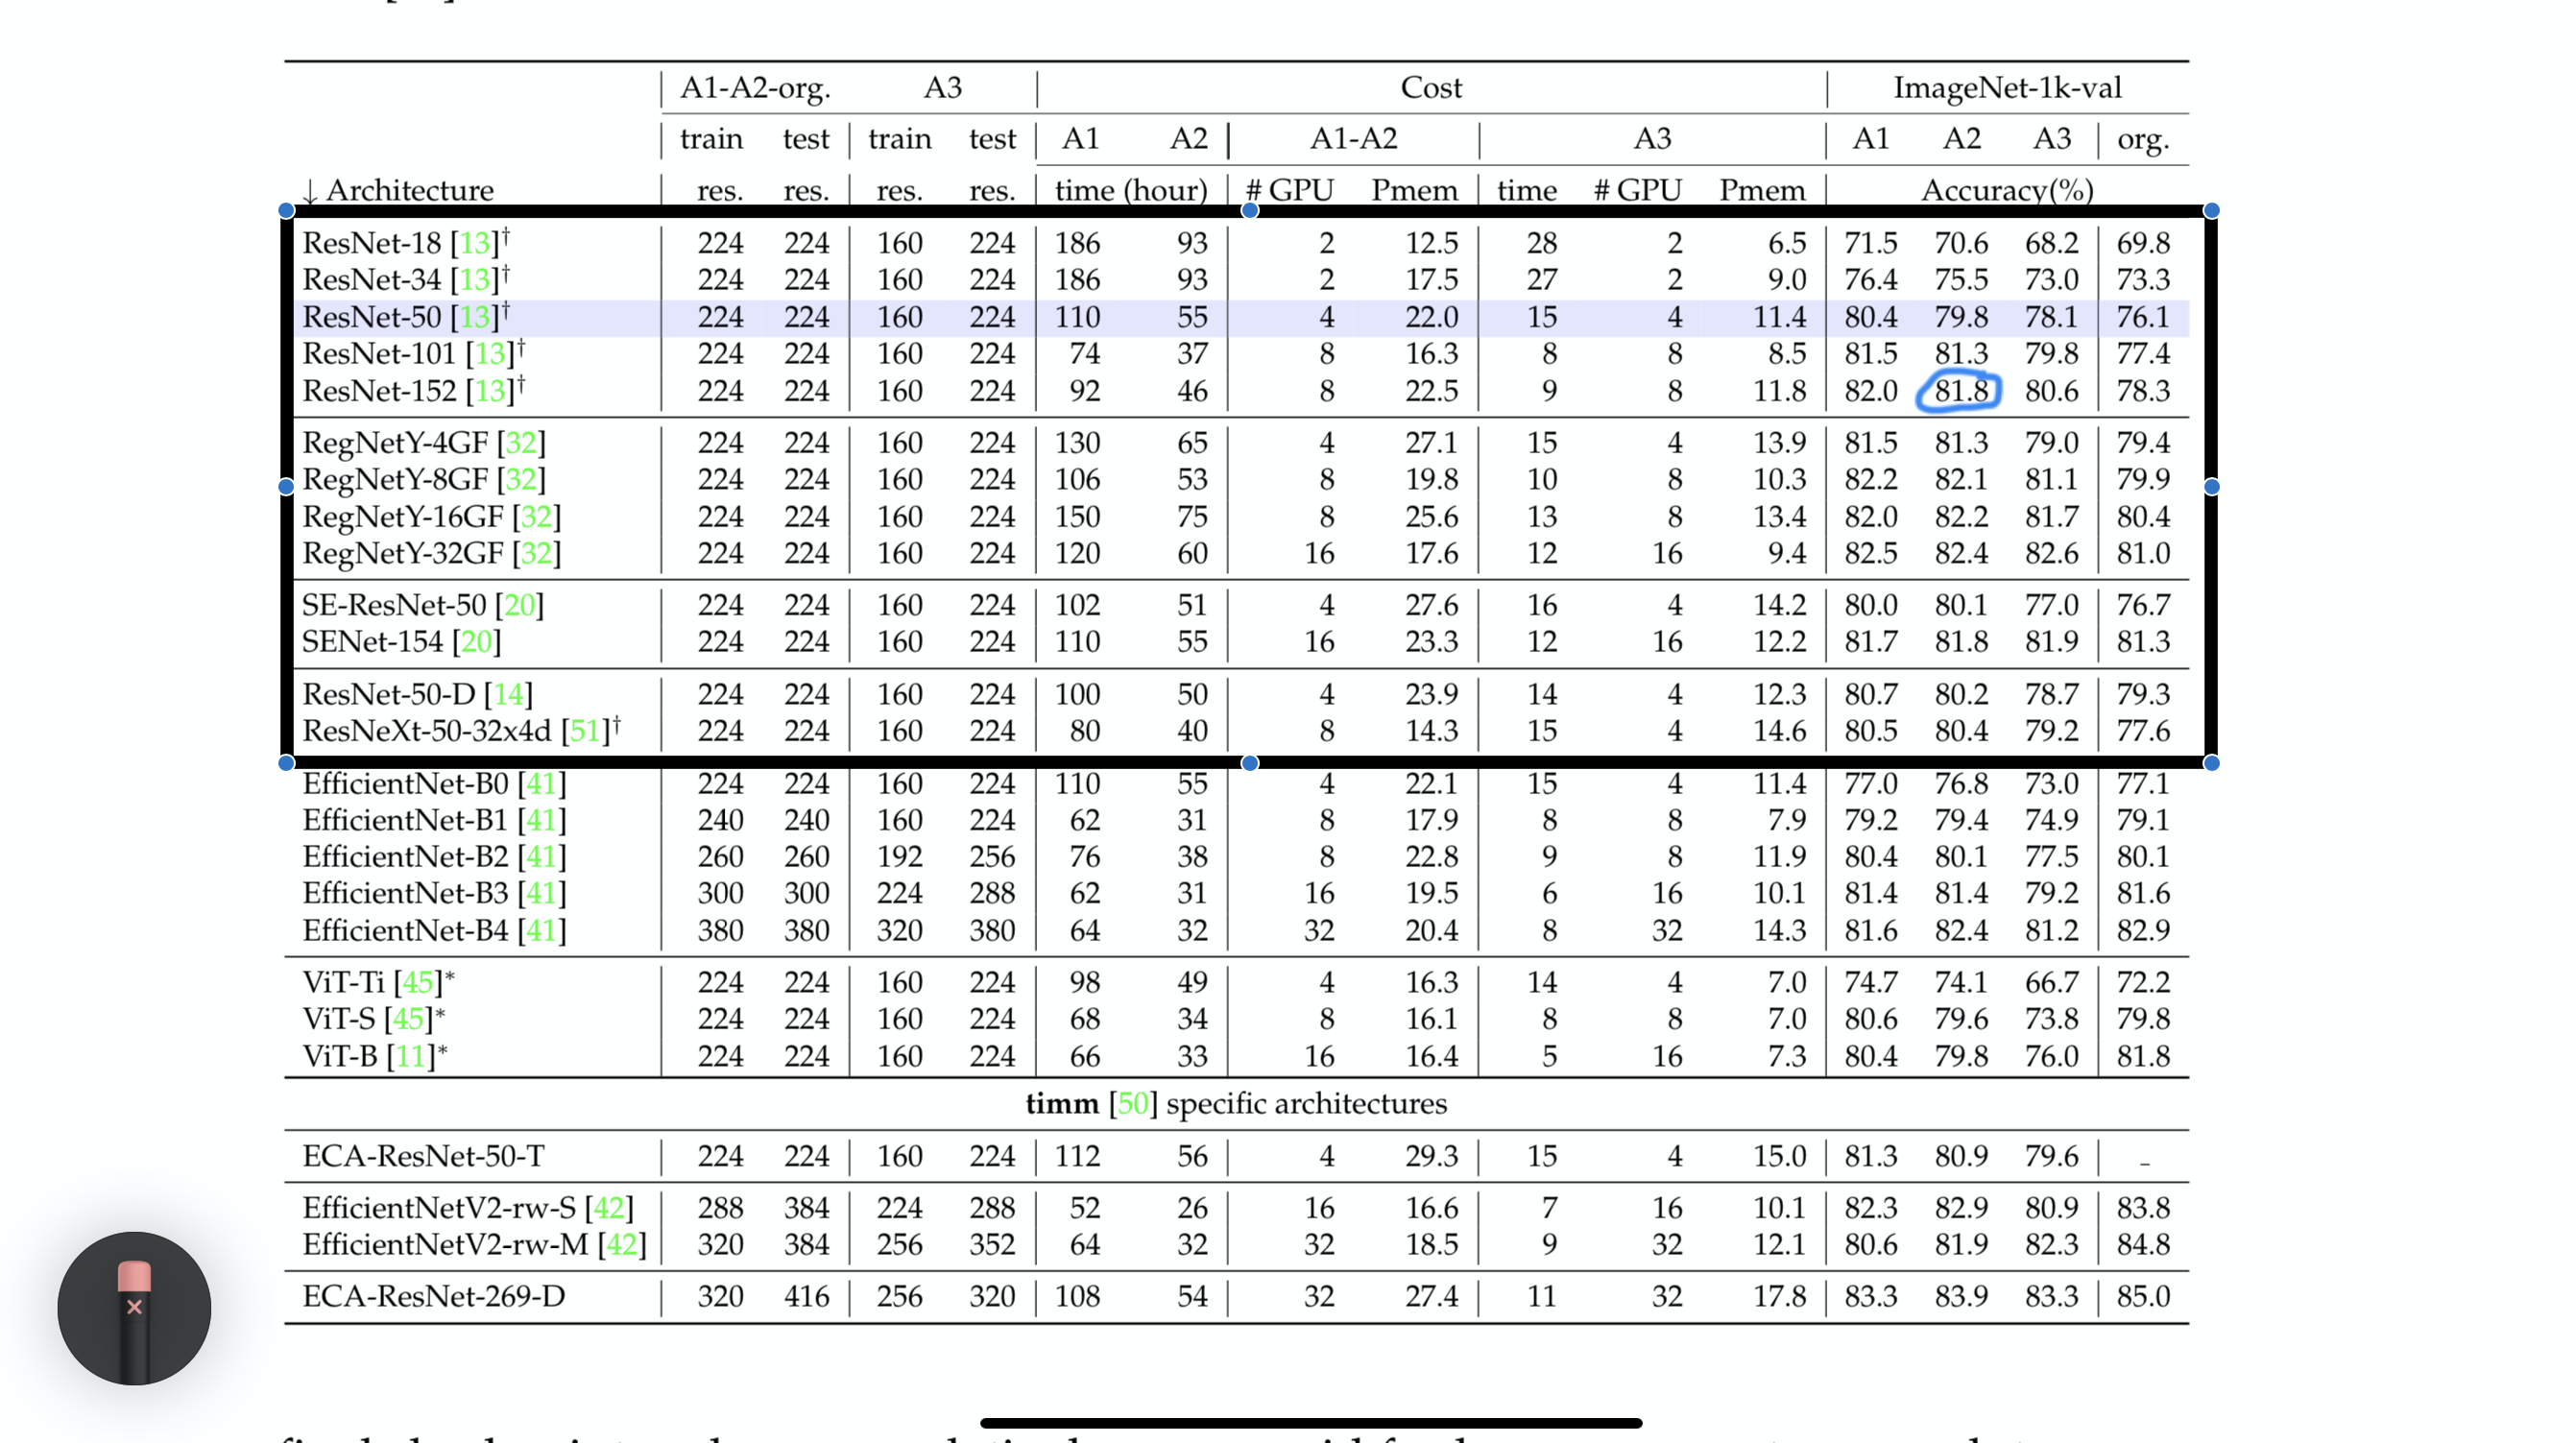 A1-A2-org. A3 Cost ImageNet-1k-val
train test train test A1 A2 A1-A2 A3 A1 A2 A3 org.
↓ Architecture res. res. res. res. time (hour) # GPU Pmem time # GPU Pmem Accuracy(%)
ResNet-18 [13]† 224 224 160 224 186 93 2 12.5 28 2 6.5 71.5 70.6 68.2 69.8
ResNet-34 [13]† 224 224 160 224 186 93 2 17.5 27 2 9.0 76.4 75.5 73.0 73.3
ResNet-50 [13]† 224 224 160 224 110 55 4 22.0 15 4 11.4 80.4 79.8 78.1 76.1
ResNet-101 [13]† 224 224 160 224 74 37 8 16.3 8 8 8.5 81.5 81.3 79.8 77.4
ResNet-152 [13]† 224 224 160 224 92 46 8 22.5 9 8 11.8 82.0 81.8 80.6 78.3
RegNetY-4GF [32] 224 224 160 224 130 65 4 27.1 15 4 13.9 81.5 81.3 79.0 79.4
RegNetY-8GF [32] 224 224 160 224 106 53 8 19.8 10 8 10.3 82.2 82.1 81.1 79.9
RegNetY-16GF [32] 224 224 160 224 150 75 8 25.6 13 8 13.4 82.0 82.2 81.7 80.4
RegNetY-32GF [32] 224 224 160 224 120 60 16 17.6 12 16 9.4 82.5 82.4 82.6 81.0
SE-ResNet-50 [20] 224 224 160 224 102 51 4 27.6 16 4 14.2 80.0 80.1 77.0 76.7
SENet-154 [20] 224 224 160 224 110 55 16 23.3 12 16 12.2 81.7 81.8 81.9 81.3
ResNet-50-D [14] 224 224 160 224 100 50 4 23.9 14 4 12.3 80.7 80.2 78.7 79.3
ResNeXt-50-32x4d [51]† 224 224 160 224 80 40 8 14.3 15 4 14.6 80.5 80.4 79.2 77.6
EfficientNet-B0 [41] 224 224 160 224 110 55 4 22.1 15 4 11.4 77.0 76.8 73.0 77.1
EfficientNet-B1 [41] 240 240 160 224 62 31 8 17.9 8 8 7.9 79.2 79.4 74.9 79.1
EfficientNet-B2 [41] 260 260 192 256 76 38 8 22.8 9 8 11.9 80.4 80.1 77.5 80.1
EfficientNet-B3 [41] 300 300 224 288 62 31 16 19.5 6 16 10.1 81.4 81.4 79.2 81.6
EfficientNet-B4 [41] 380 380 320 380 64 32 32 20.4 8 32 14.3 81.6 82.4 81.2 82.9
ViT-Ti [45]* 224 224 160 224 98 49 4 16.3 14 4 7.0 74.7 74.1 66.7 72.2
ViT-S [45]* 224 224 160 224 68 34 8 16.1 8 8 7.0 80.6 79.6 73.8 79.8
ViT-B [11]* 224 224 160 224 66 33 16 16.4 5 16 7.3 80.4 79.8 76.0 81.8
timm [50] specific architectures
ECA-ResNet-50-T 224 224 160 224 112 56 4 29.3 15 4 15.0 81.3 80.9 79.6 -
EfficientNetV2-rw-S [42] 288 384 224 288 52 26 16 16.6 7 16 10.1 82.3 82.9 80.9 83.8
EfficientNetV2-rw-M [42] 320 384 256 352 64 32 32 18.5 9 32 12.1 80.6 81.9 82.3 84.8
ECA-ResNet-269-D 320 416 256 320 108 54 32 27.4 11 32 17.8 83.3 83.9 83.3 85.0